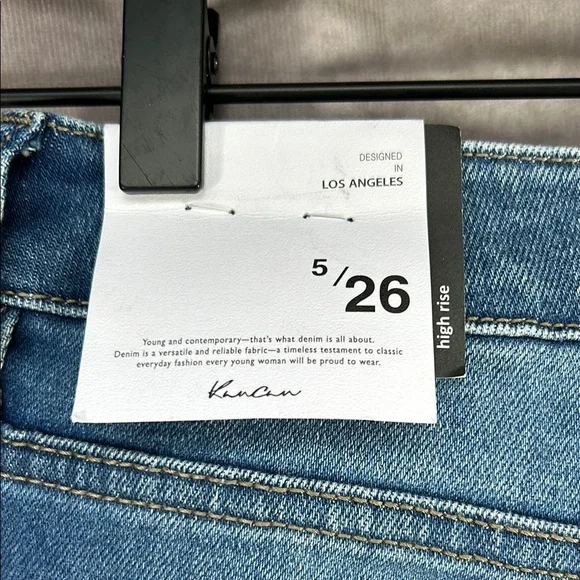 DESIGNED
IN
LOS ANGELES
5/26
high rise
Young and contemporary—that's what denim is all about.
Denim is a versatile and reliable fabric—a timeless testament to classic
everyday fashion every young woman will be proud to wear.
KanCan